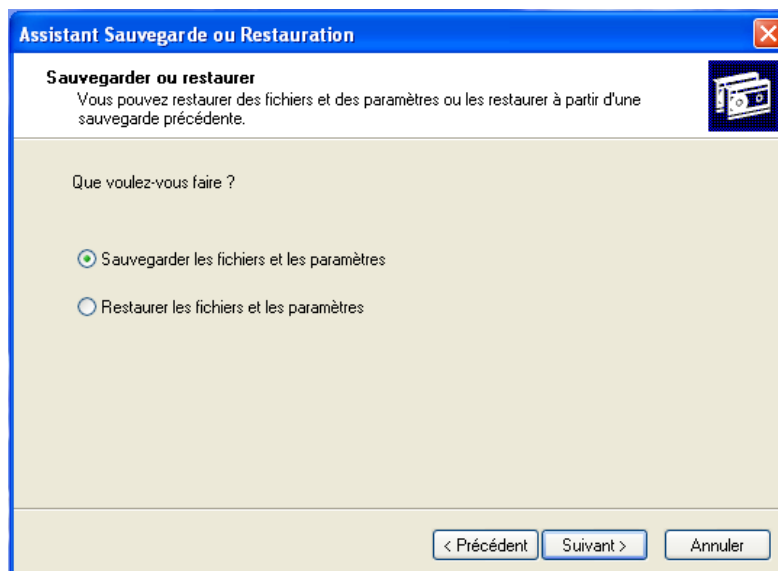 Assistant Sauvegarde ou Restauration
Sauvegarder ou restaurer
Vous pouvez restaurer des fichiers et des paramètres ou les restaurer à partir d'une
sauvegarde précédente.
Que voulez-vous faire ?
Sauvegarder les fichiers et les paramètres
Restaurer les fichiers et les paramètres
< Précédent
Suivant >
Annuler